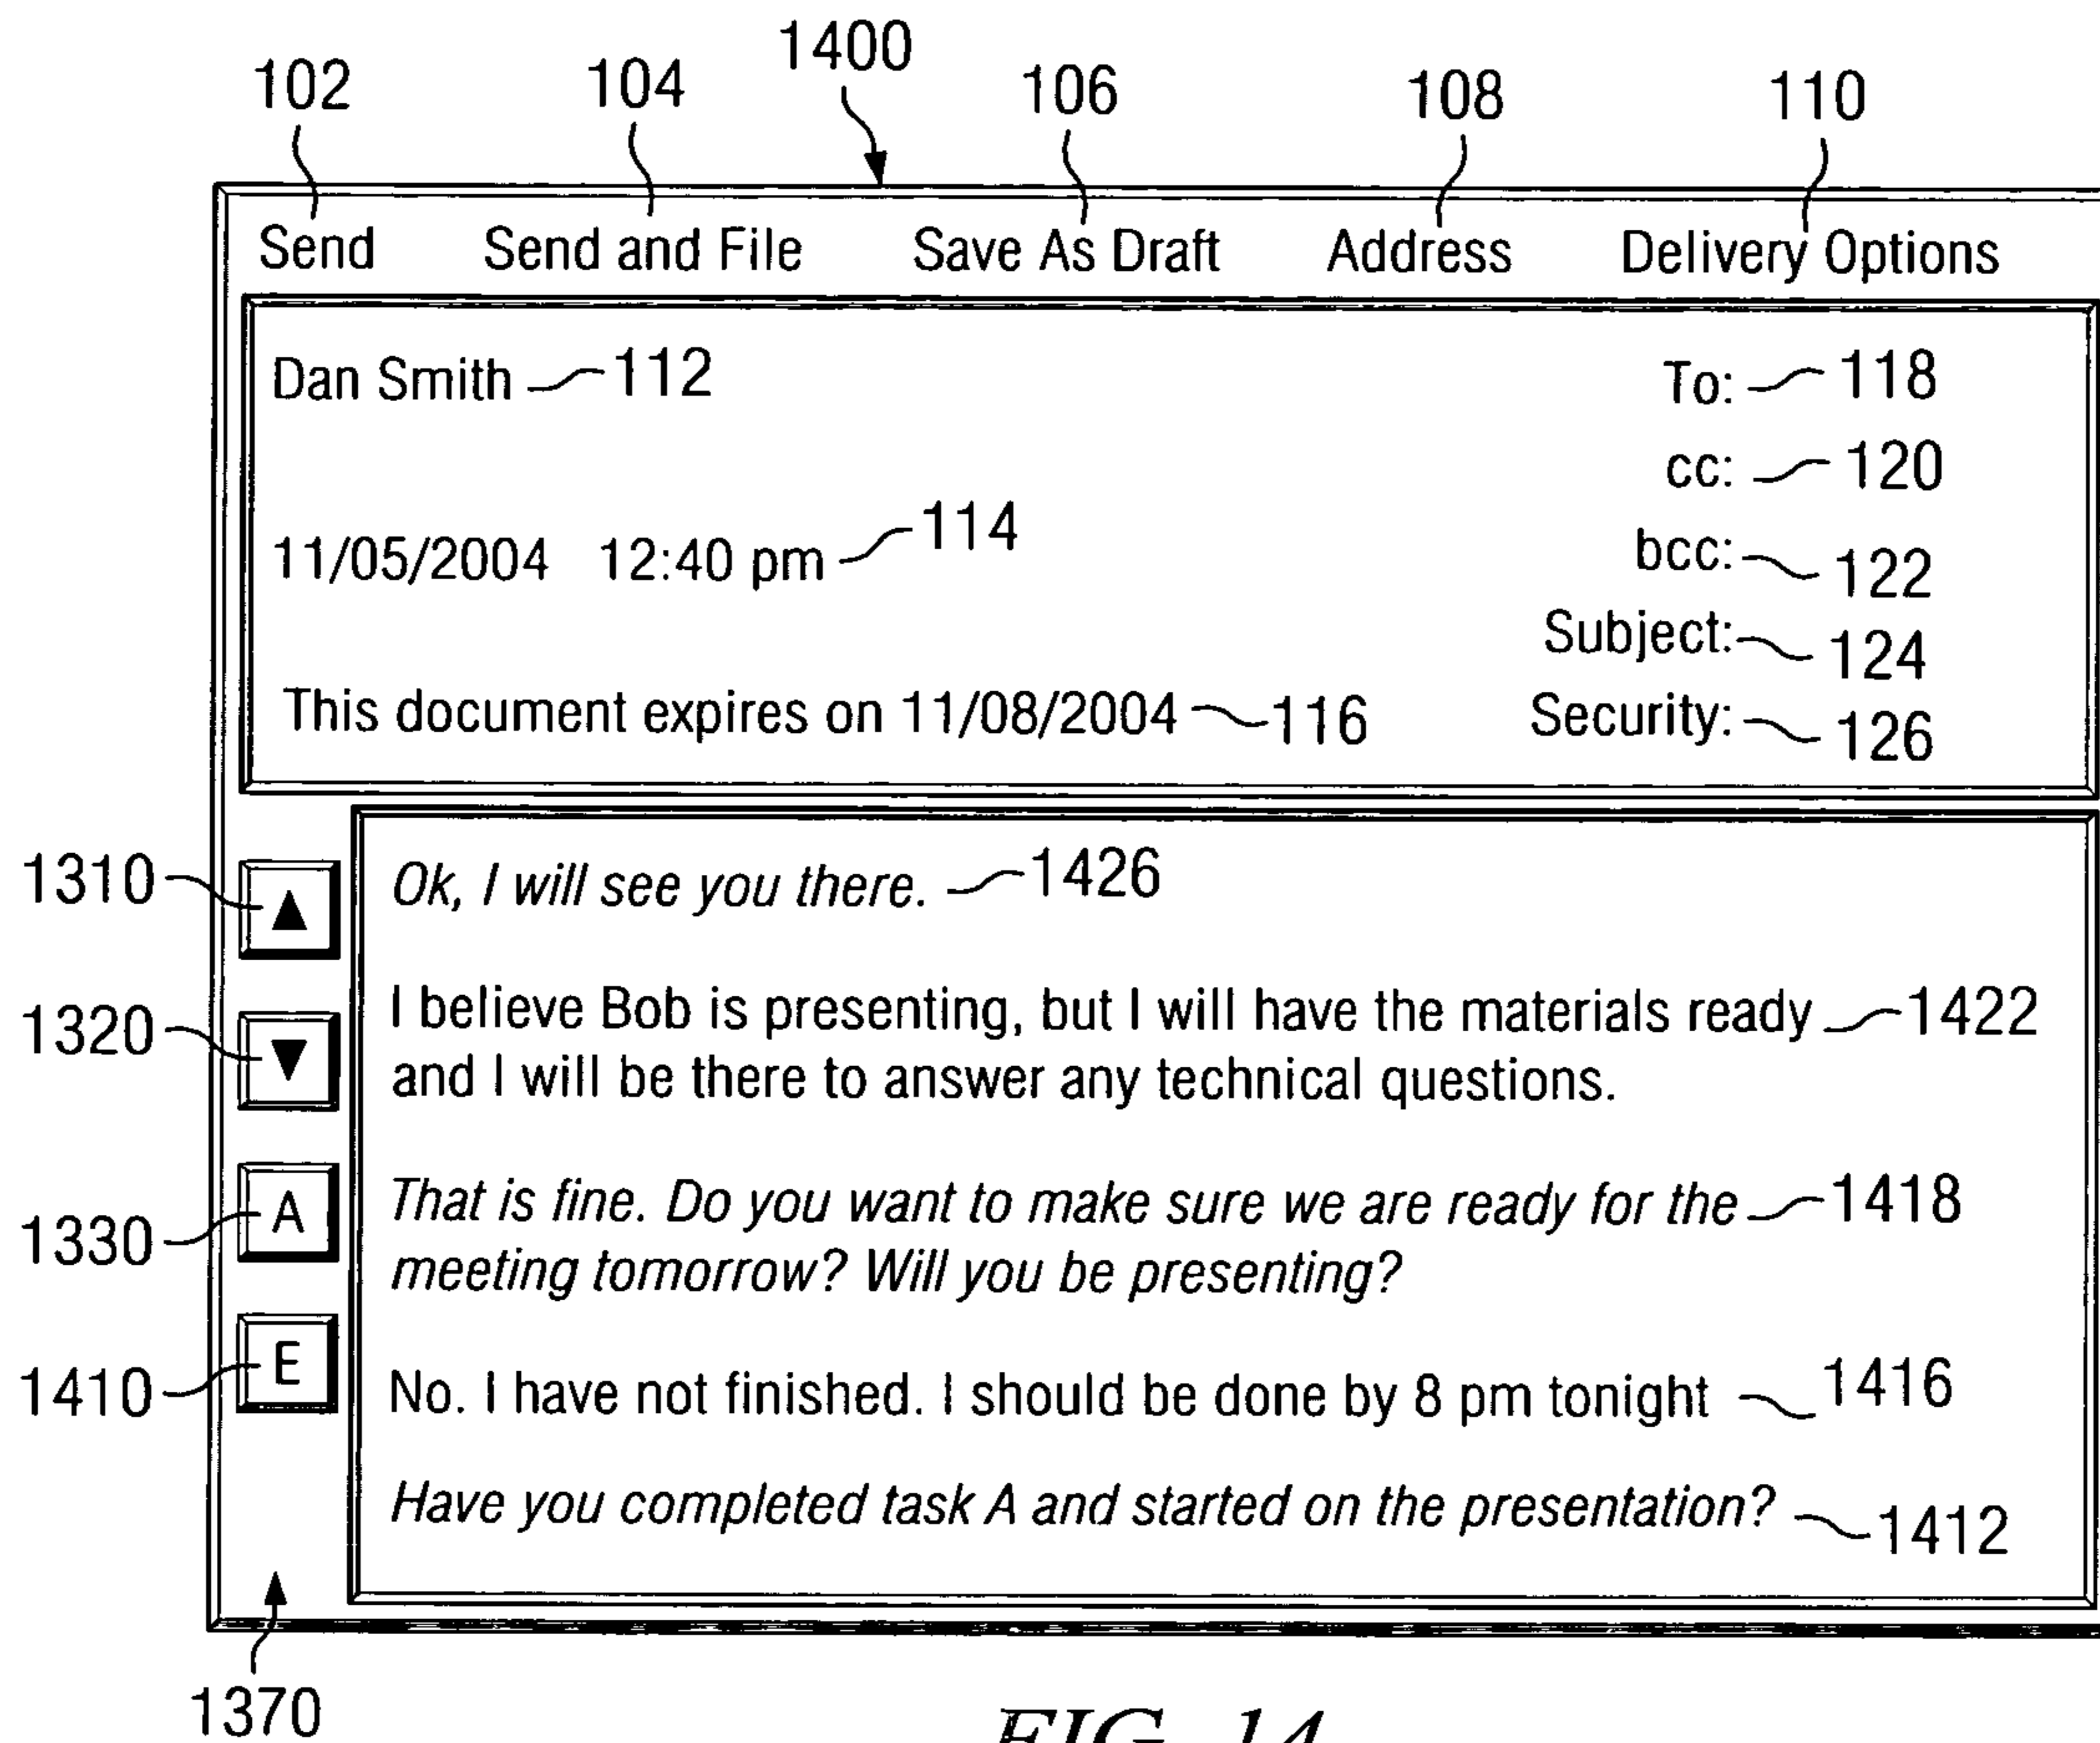 1400
102 104 106 108 110
Send Send and File Save As Draft Address Delivery Options
Dan Smith 112
To: 118
cc: 120
11/05/2004 12:40 pm 114
bcc: 122
Subject: 124
This document expires on 11/08/2004 116
Security: 126
1310 ▲
Ok, I will see you there. 1426
1320 ▼
I believe Bob is presenting, but I will have the materials ready 1422
and I will be there to answer any technical questions.
1330 A
That is fine. Do you want to make sure we are ready for the 1418
meeting tomorrow? Will you be presenting?
1410 E
No. I have not finished. I should be done by 8 pm tonight 1416
Have you completed task A and started on the presentation? 1412
1370
FIG. 14